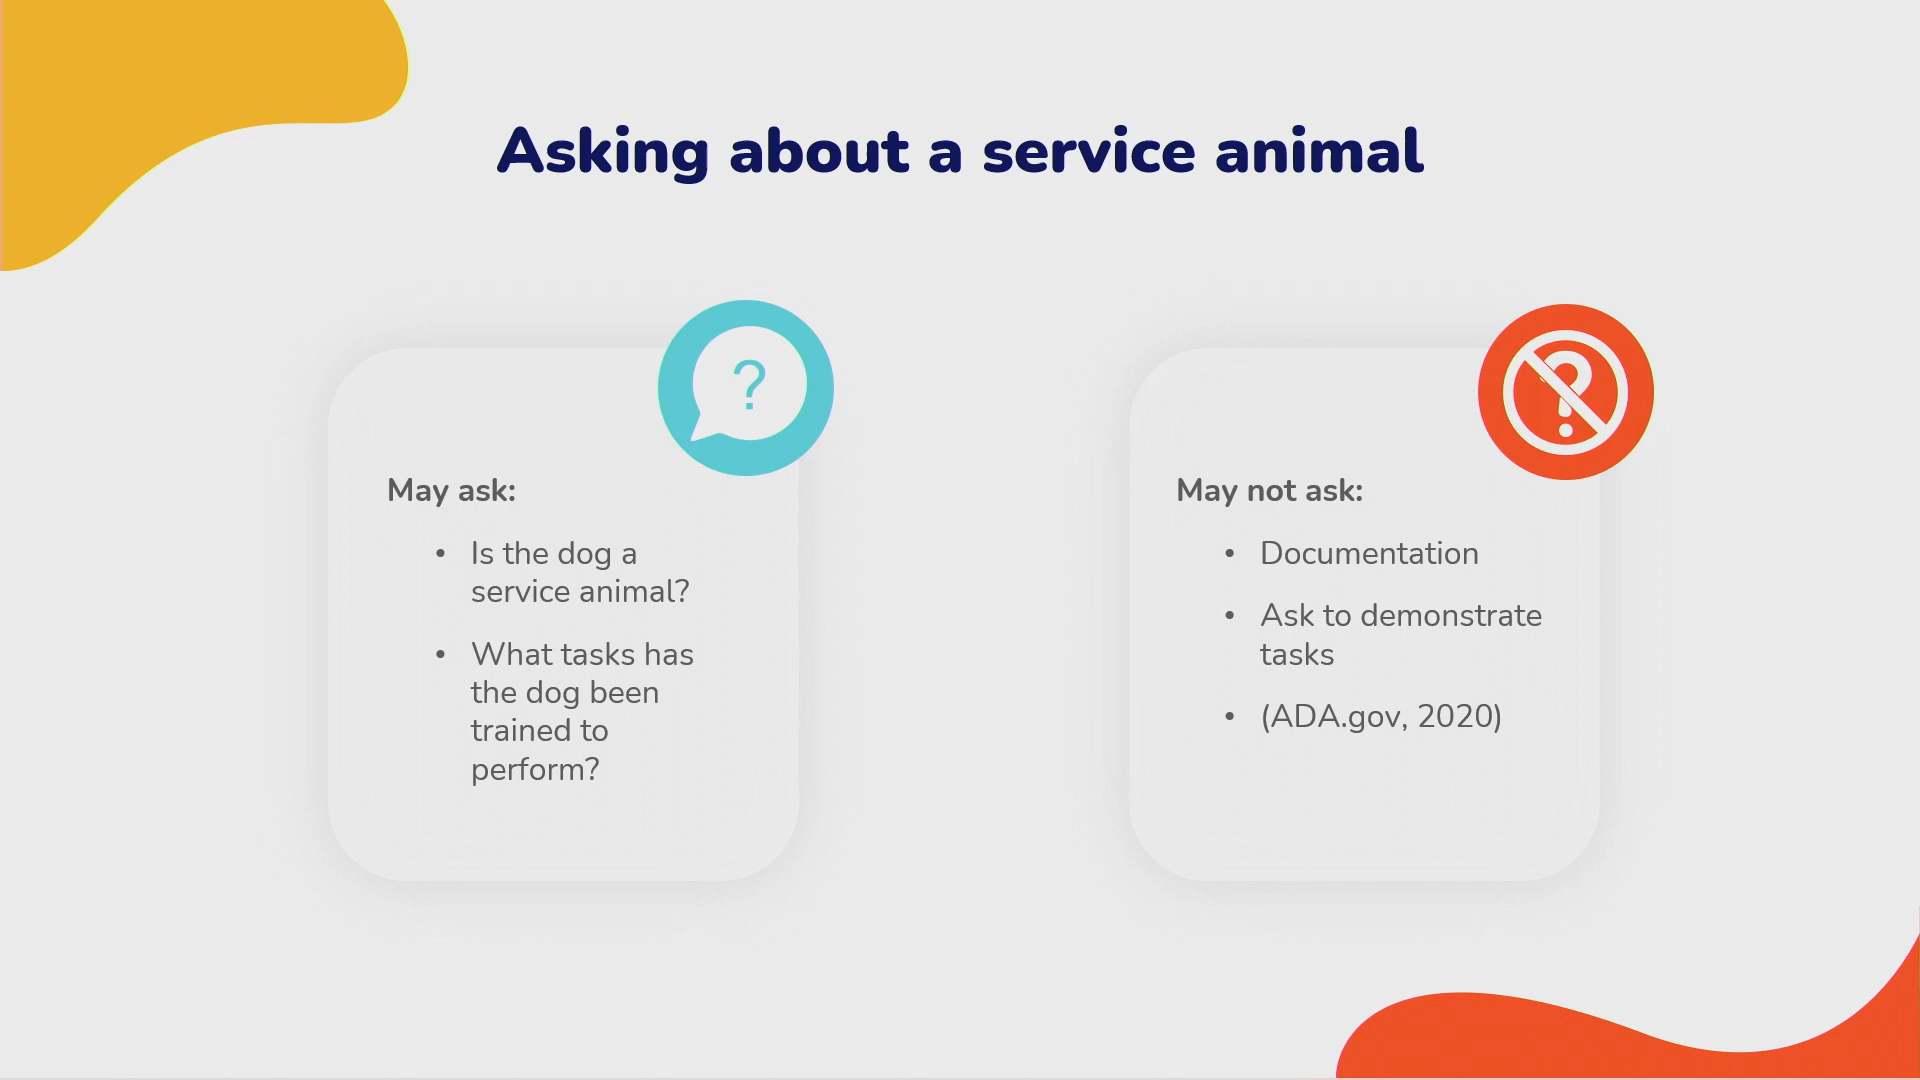 Asking about a service animal
?
?
May ask:
• Is the dog a
service animal?
• What tasks has
the dog been
trained to
perform?
May not ask:
• Documentation
• Ask to demonstrate
tasks
• (ADA.gov, 2020)